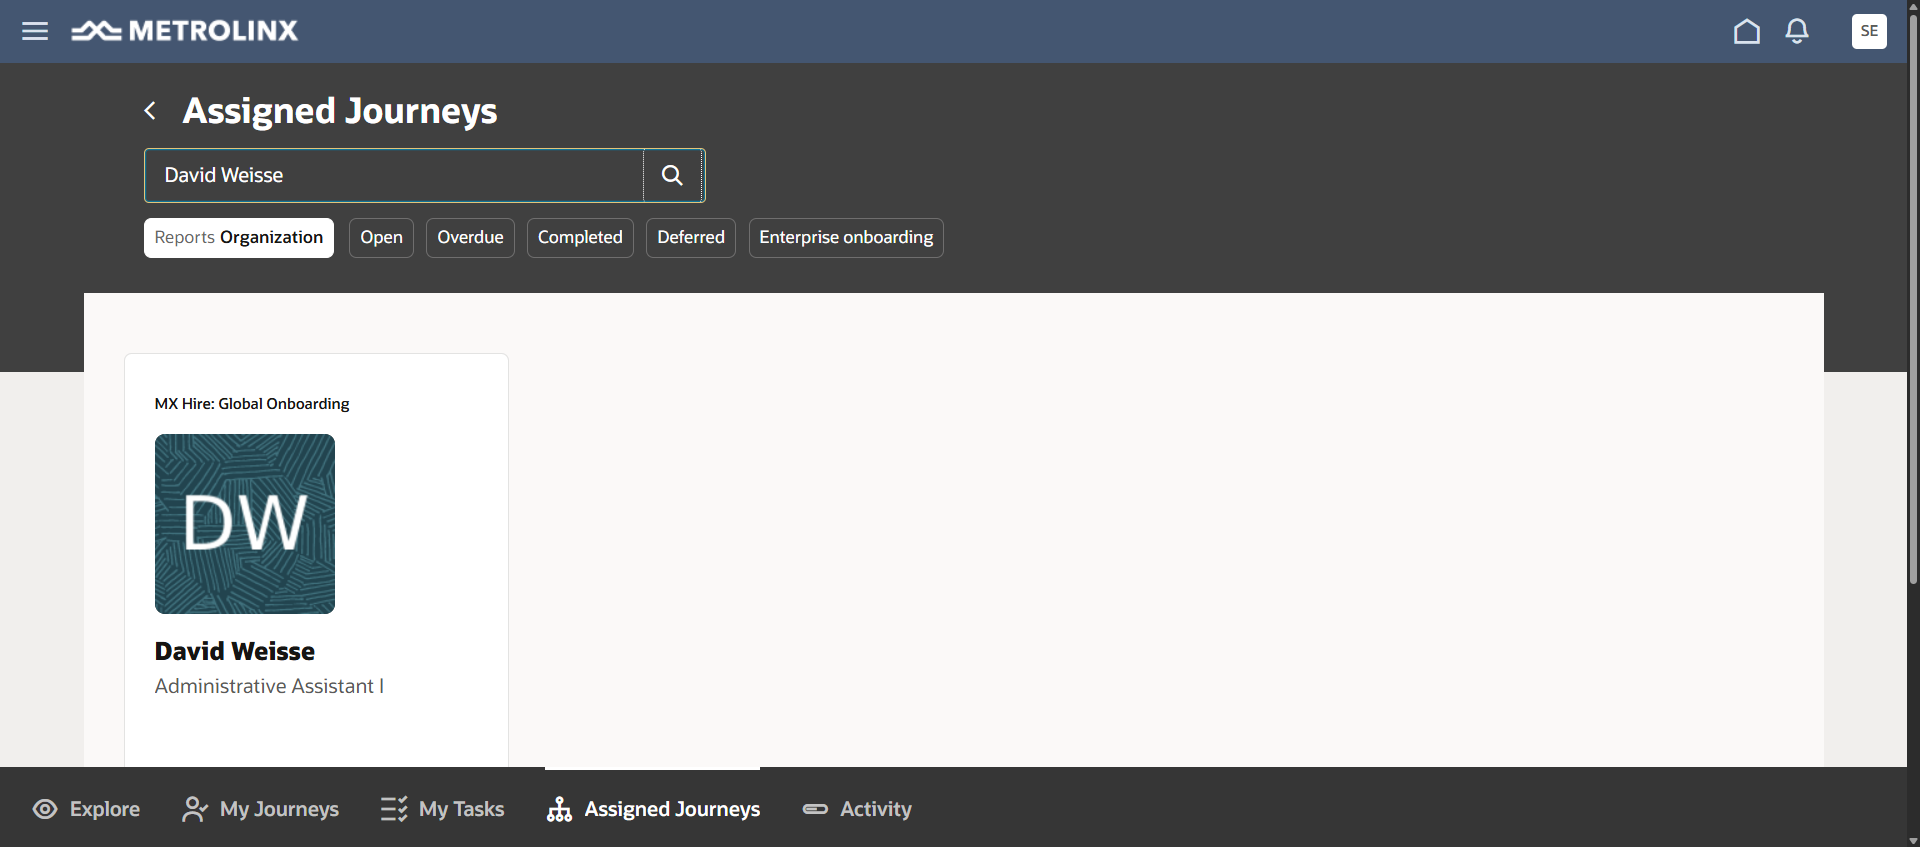 METROLINX
SE
Assigned Journeys
David Weisse
Reports Organization
Open
Overdue
Completed
Deferred
Enterprise onboarding
MX Hire: Global Onboarding
DW
David Weisse
Administrative Assistant I
Explore
My Journeys
My Tasks
Assigned Journeys
Activity